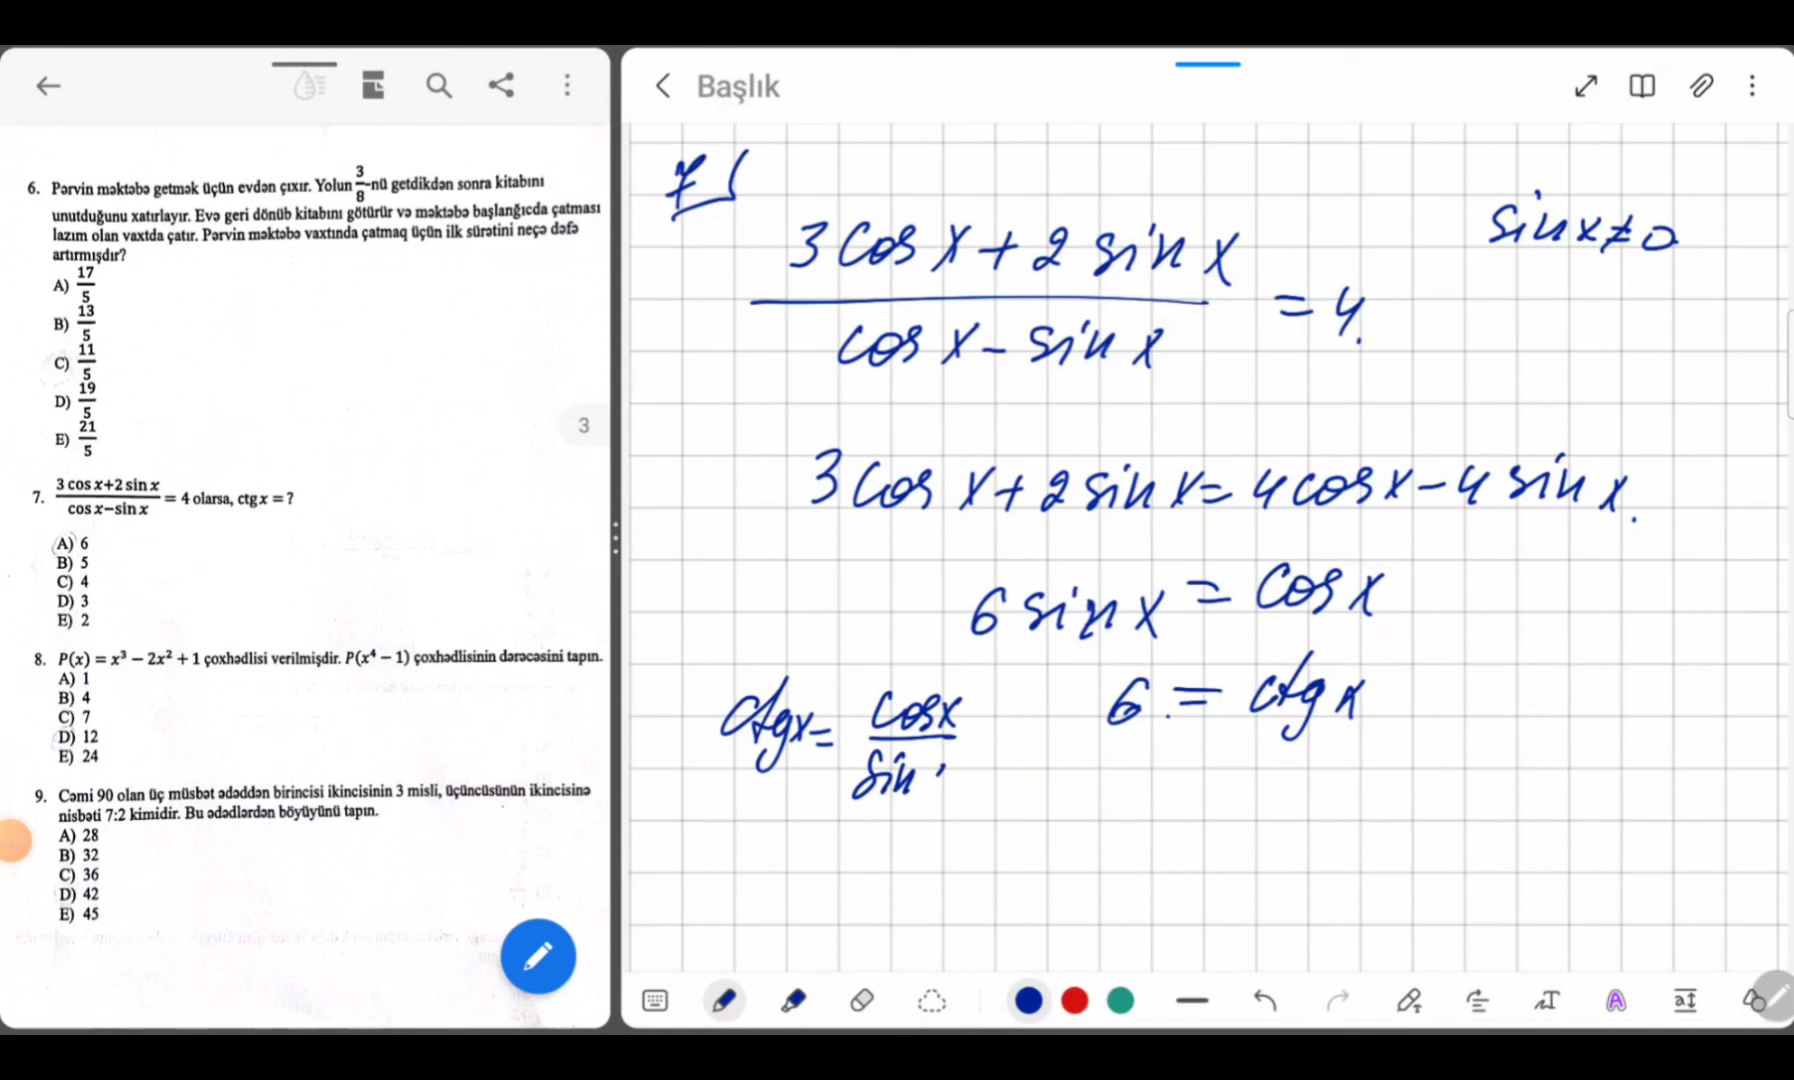 6. Pərvin məktəbə getmək üçün evdən çıxır. Yolun 3/8-nü getdikdən sonra kitabını
unutduğunu xatırlayır. Evə geri dönüb kitabını götürür və məktəbə başlanğıcda çatması
lazım olan vaxtda çatır. Pərvin məktəbə vaxtında çatmaq üçün ilk sürətini neçə dəfə
artırmışdır?
A) 17/5
B) 13/5
C) 11/5
D) 19/5
E) 21/5
3
7. (3 cos x+2 sin x)/(cos x−sin x) = 4 olarsa, ctg x = ?
A) 6
B) 5
C) 4
D) 3
E) 2
8. P(x) = x³ − 2x² + 1 çoxhədlisi verilmişdir. P(x⁴ − 1) çoxhədlisinin dərəcəsini tapın.
A) 1
B) 4
C) 7
D) 12
E) 24
9. Cəmi 90 olan üç müsbət ədəddən birincisi ikincisinin 3 misli, üçüncüsünün ikincisinə
nisbəti 7:2 kimidir. Bu ədədlərdən böyüyünü tapın.
A) 28
B) 32
C) 36
D) 42
E) 45
Başlık
7
sin x ≠ 0
3 cos x + 2 sin x
cos x − sin x
= 4.
3 cos x + 2 sin x = 4 cos x − 4 sin x.
6 sin x = cos x
6 = ctg x
ctg x = cos x
sin